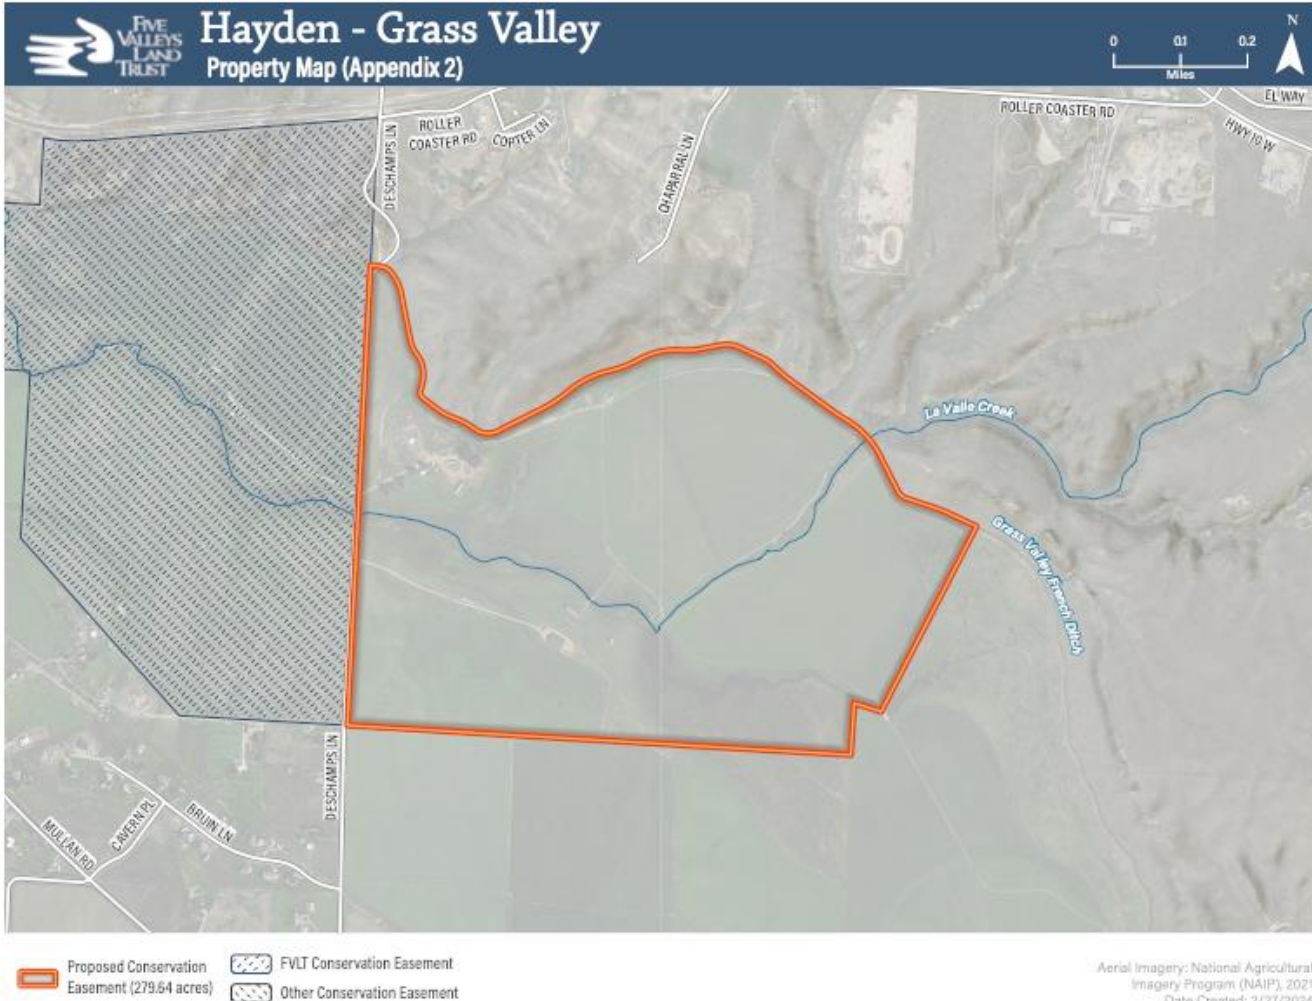 FIVE
VALLEYS
LAND
TRUST
Hayden - Grass Valley
Property Map (Appendix 2)
0 0.1 0.2
Miles
N
EL WAY
ROLLER COASTER RD
HWY 10 W
ROLLER
COASTER RD
COPTER LN
DESCHAMPS LN
CHAPARRAL LN
La Valle Creek
Grass Valley French Ditch
DESCHAMPS LN
BRUIN LN
CAVERN PL
MULLAN RD
Proposed Conservation
Easement (279.64 acres)
FVLT Conservation Easement
Other Conservation Easement
Aerial Imagery: National Agricultural
Imagery Program (NAIP), 202
Date Created: